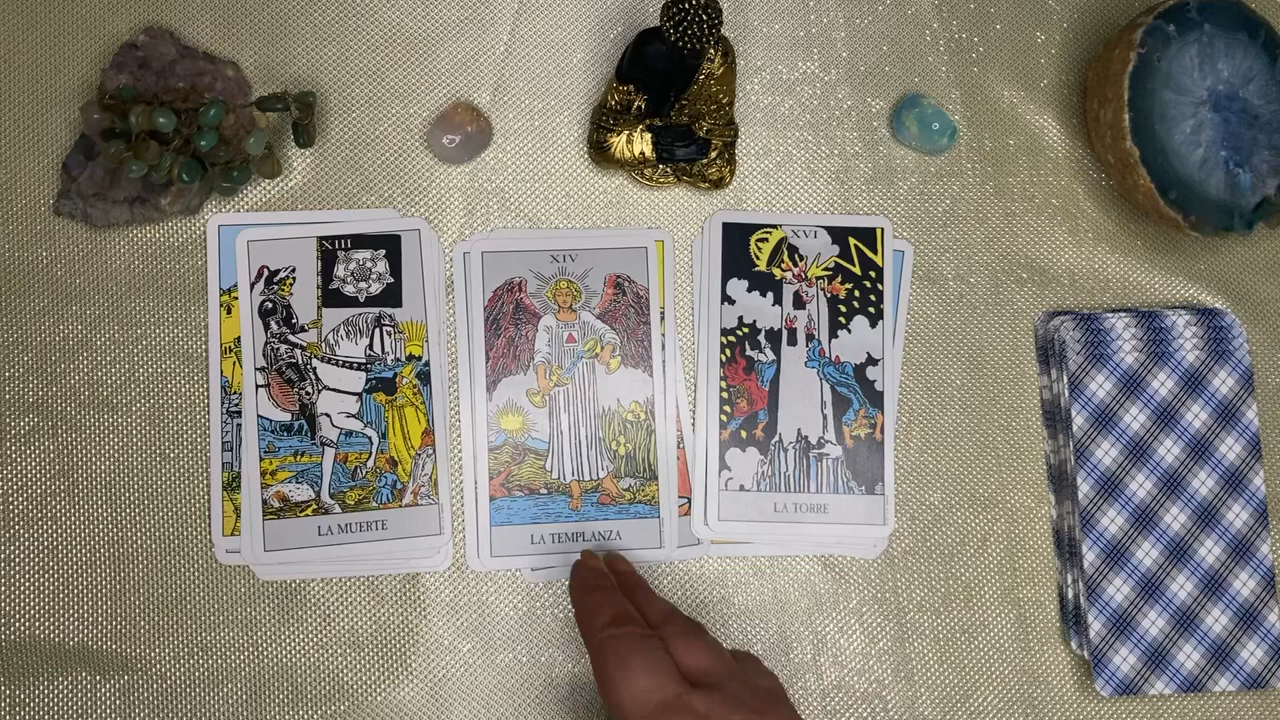 XIII
LA MUERTE
XIV
LA TEMPLANZA
XVI
LA TORRE